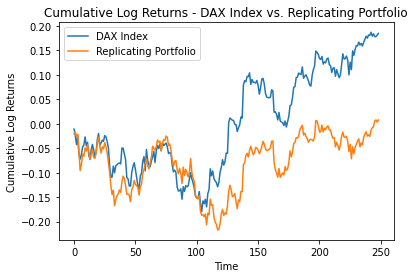 Cumulative Log Returns - DAX Index vs. Replicating Portfolio
DAX Index
Replicating Portfolio
Cumulative Log Returns
0.20
0.15
0.10
0.05
0.00
−0.05
−0.10
−0.15
−0.20
0 50 100 150 200 250
Time